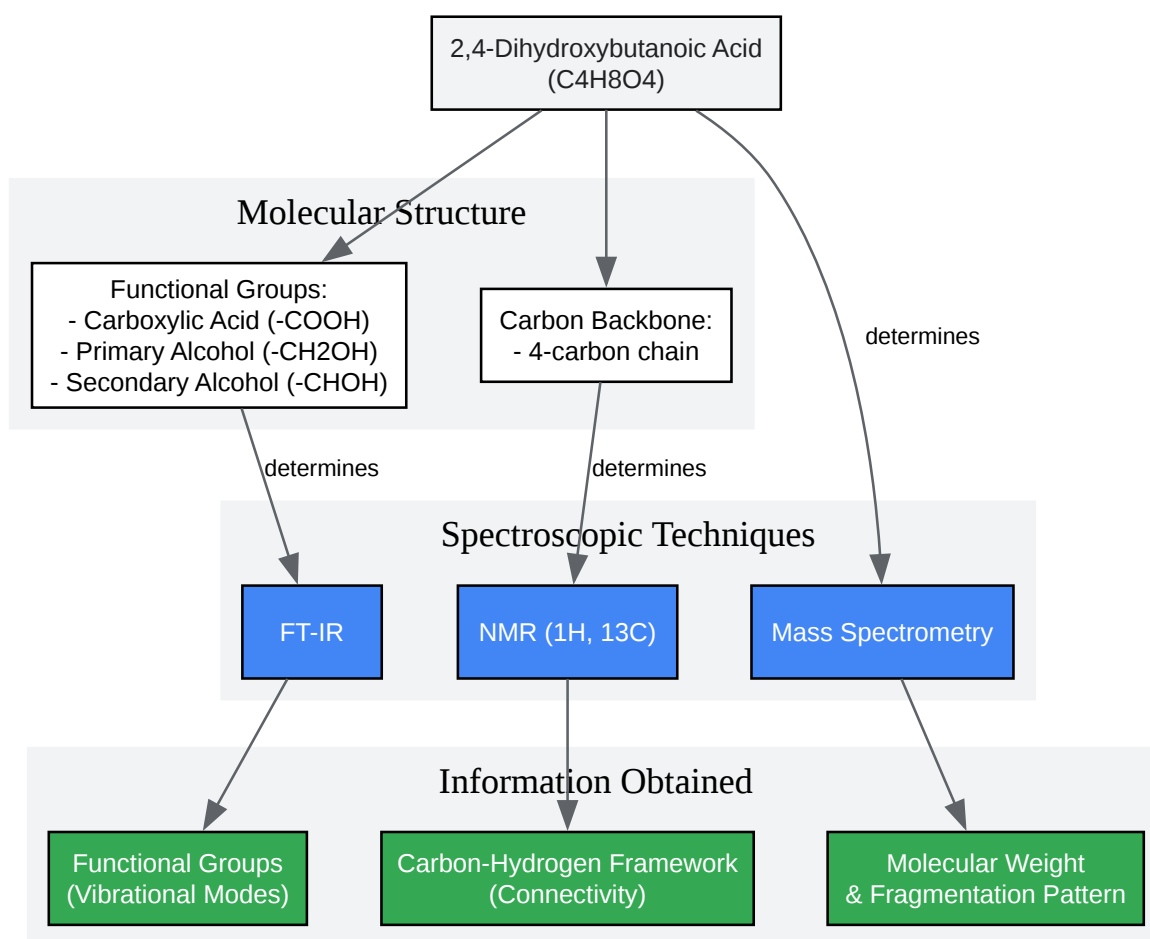 2,4-Dihydroxybutanoic Acid
(C4H8O4)
Molecular Structure
Functional Groups:
- Carboxylic Acid (-COOH)
- Primary Alcohol (-CH2OH)
- Secondary Alcohol (-CHOH)
Carbon Backbone:
- 4-carbon chain
determines
determines
determines
Spectroscopic Techniques
FT-IR
NMR (1H, 13C)
Mass Spectrometry
Information Obtained
Functional Groups
(Vibrational Modes)
Carbon-Hydrogen Framework
(Connectivity)
Molecular Weight
& Fragmentation Pattern